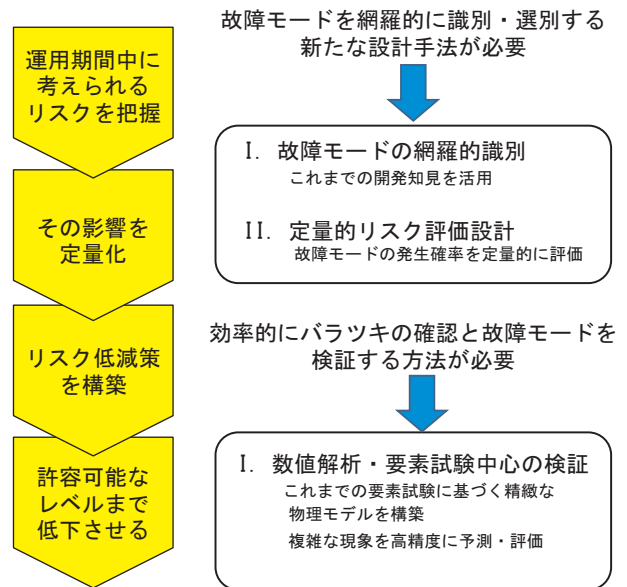 運用期間中に
考えられる
リスクを把握
その影響を
定量化
リスク低減策
を構築
許容可能な
レベルまで
低下させる
故障モードを網羅的に識別・選別する
新たな設計手法が必要
I. 故障モードの網羅的識別
これまでの開発知見を活用
II. 定量的リスク評価設計
故障モードの発生確率を定量的に評価
効率的にバラツキの確認と故障モードを
検証する方法が必要
I. 数値解析・要素試験中心の検証
これまでの要素試験に基づく精緻な
物理モデルを構築
複雑な現象を高精度に予測・評価